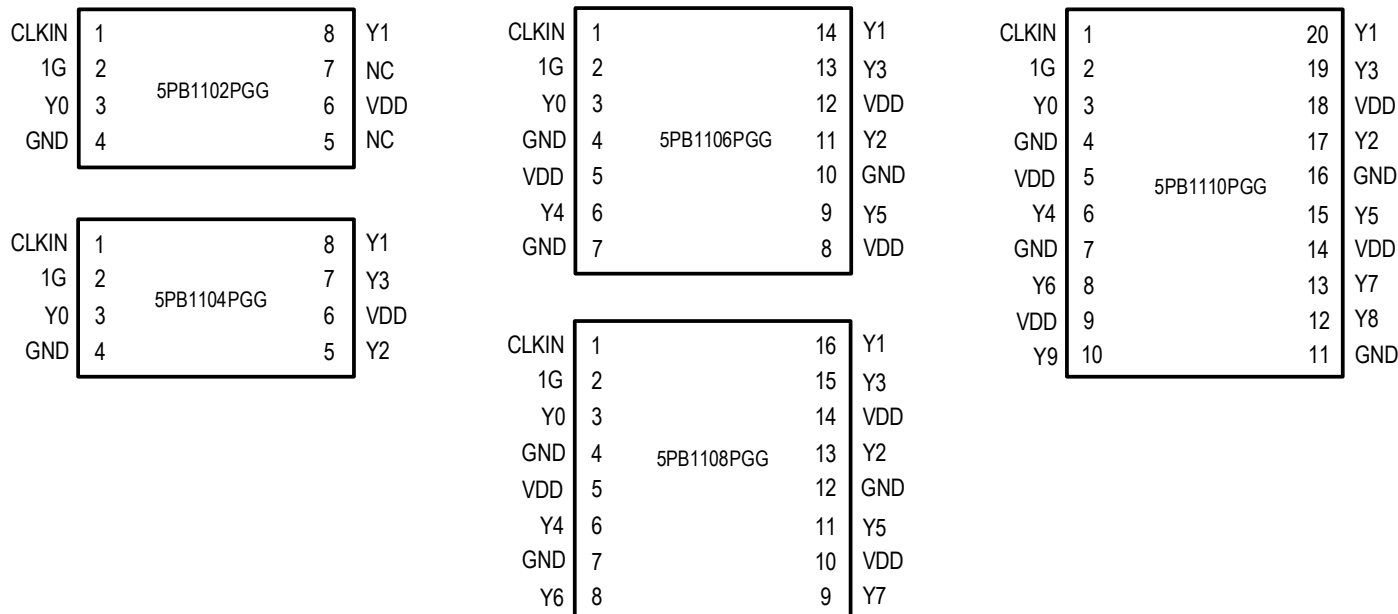 CLKIN 1 8 Y1
1G 2 7 NC
5PB1102PGG
Y0 3 6 VDD
GND 4 5 NC
CLKIN 1 8 Y1
1G 2 7 Y3
5PB1104PGG
Y0 3 6 VDD
GND 4 5 Y2
CLKIN 1 14 Y1
1G 2 13 Y3
Y0 3 12 VDD
GND 4 5PB1106PGG 11 Y2
VDD 5 10 GND
Y4 6 9 Y5
GND 7 8 VDD
CLKIN 1 16 Y1
1G 2 15 Y3
Y0 3 14 VDD
GND 4 5PB1108PGG 13 Y2
VDD 5 12 GND
Y4 6 11 Y5
GND 7 10 VDD
Y6 8 9 Y7
CLKIN 1 20 Y1
1G 2 19 Y3
Y0 3 18 VDD
GND 4 17 Y2
VDD 5 5PB1110PGG 16 GND
Y4 6 15 Y5
GND 7 14 VDD
Y6 8 13 Y7
VDD 9 12 Y8
Y9 10 11 GND